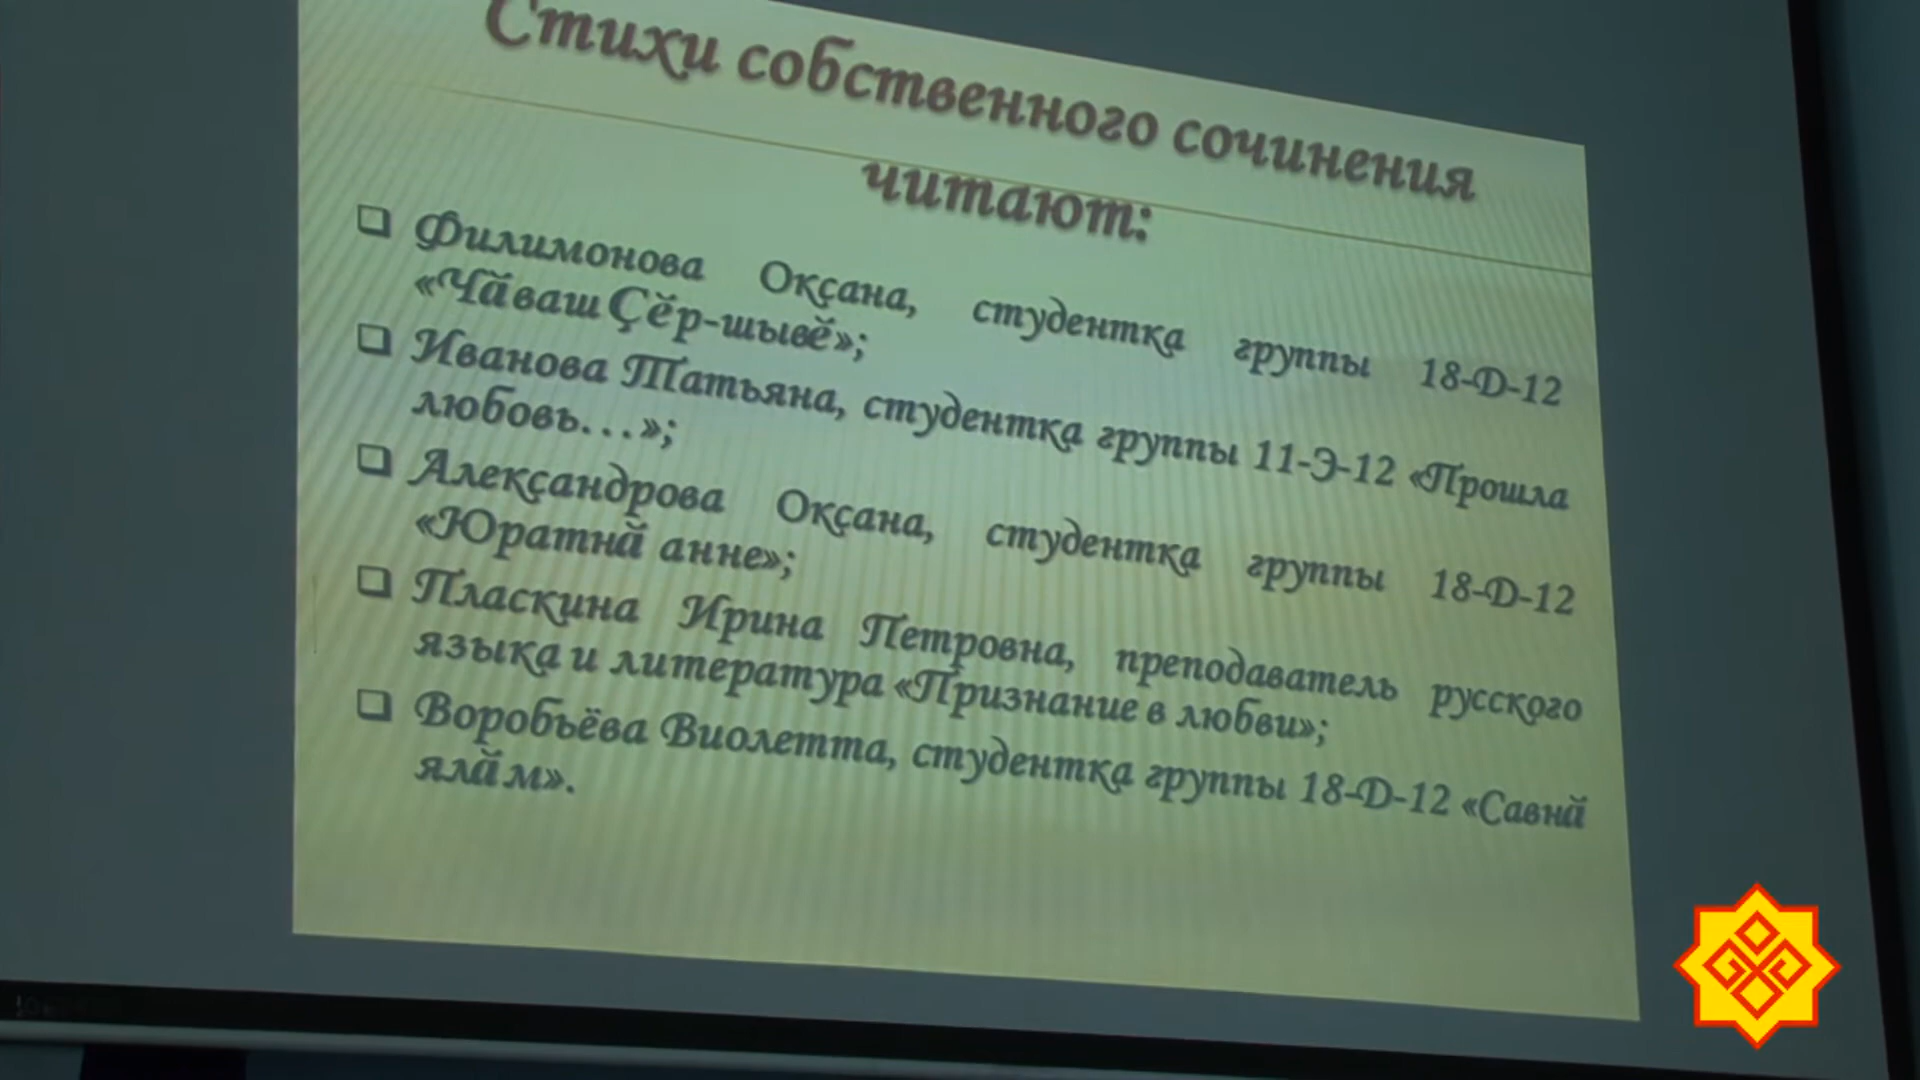 Стихи собственного сочинения
читают:
❑ Филимонова Оксана, студентка группы 18-D-12
«Чӑваш Ҫӗр-шывӗ»;
❑ Иванова Татьяна, студентка группы 11-Э-12 «Прошла
любовь…»;
❑ Александрова Оксана, студентка группы 18-D-12
«Юратнӑ анне»;
❑ Пласкина Ирина Петровна, преподаватель русского
языка и литература «Признание в любви»;
❑ Воробьёва Виолетта, студентка группы 18-D-12 «Савнӑ
ялӑм».